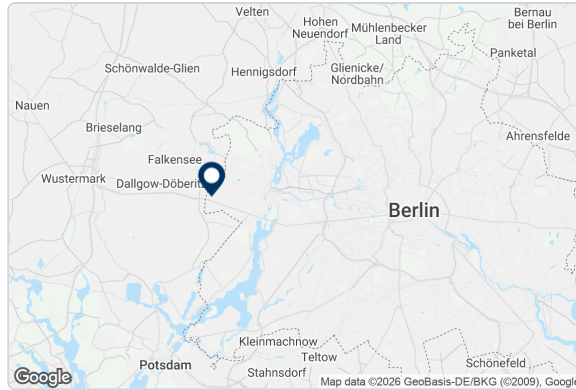 Velten
Hohen
Neuendorf
Mühlenbecker
Land
Bernau
bei Berlin
Schönwalde-Glien
Hennigsdorf
Glienicke/
Nordbahn
Panketal
Nauen
Brieselang
Ahrensfelde
Falkensee
Wustermark
Dallgow-Döberitz
Berlin
Kleinmachnow
Potsdam
Teltow
Stahnsdorf
Schönefeld
Google
Map data ©2026 GeoBasis-DE/BKG (©2009), Google